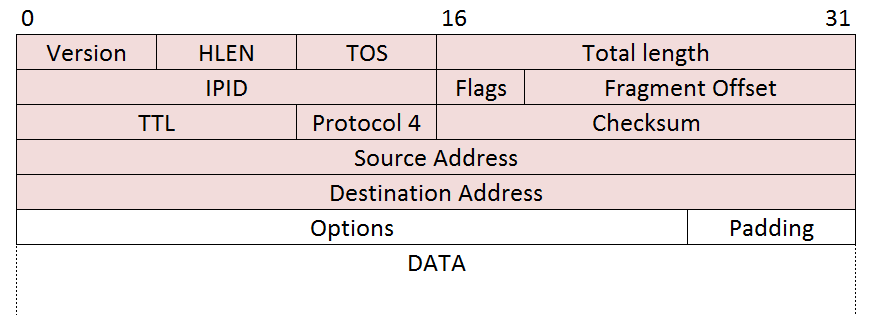 0 16 31
Version HLEN TOS Total length
IPID Flags Fragment Offset
TTL Protocol 4 Checksum
Source Address
Destination Address
Options Padding
DATA